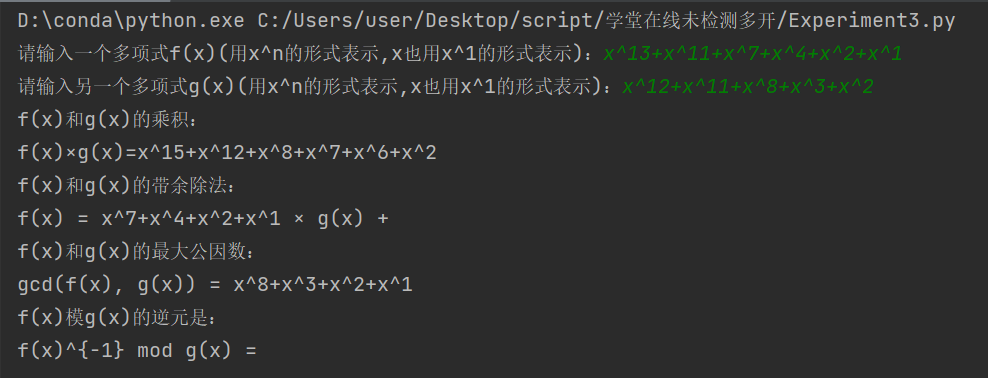 D:\conda\python.exe C:/Users/user/Desktop/script/学堂在线未检测多开/Experiment3.py
请输入一个多项式f(x)(用x^n的形式表示,x也用x^1的形式表示): x^13+x^11+x^7+x^4+x^2+x^1
请输入另一个多项式g(x)(用x^n的形式表示,x也用x^1的形式表示): x^12+x^11+x^8+x^3+x^2
f(x)和g(x)的乘积:
f(x)×g(x)=x^15+x^12+x^8+x^7+x^6+x^2
f(x)和g(x)的带余除法:
f(x) = x^7+x^4+x^2+x^1 × g(x) +
f(x)和g(x)的最大公因数:
gcd(f(x), g(x)) = x^8+x^3+x^2+x^1
f(x)模g(x)的逆元是:
f(x)^{-1} mod g(x) =